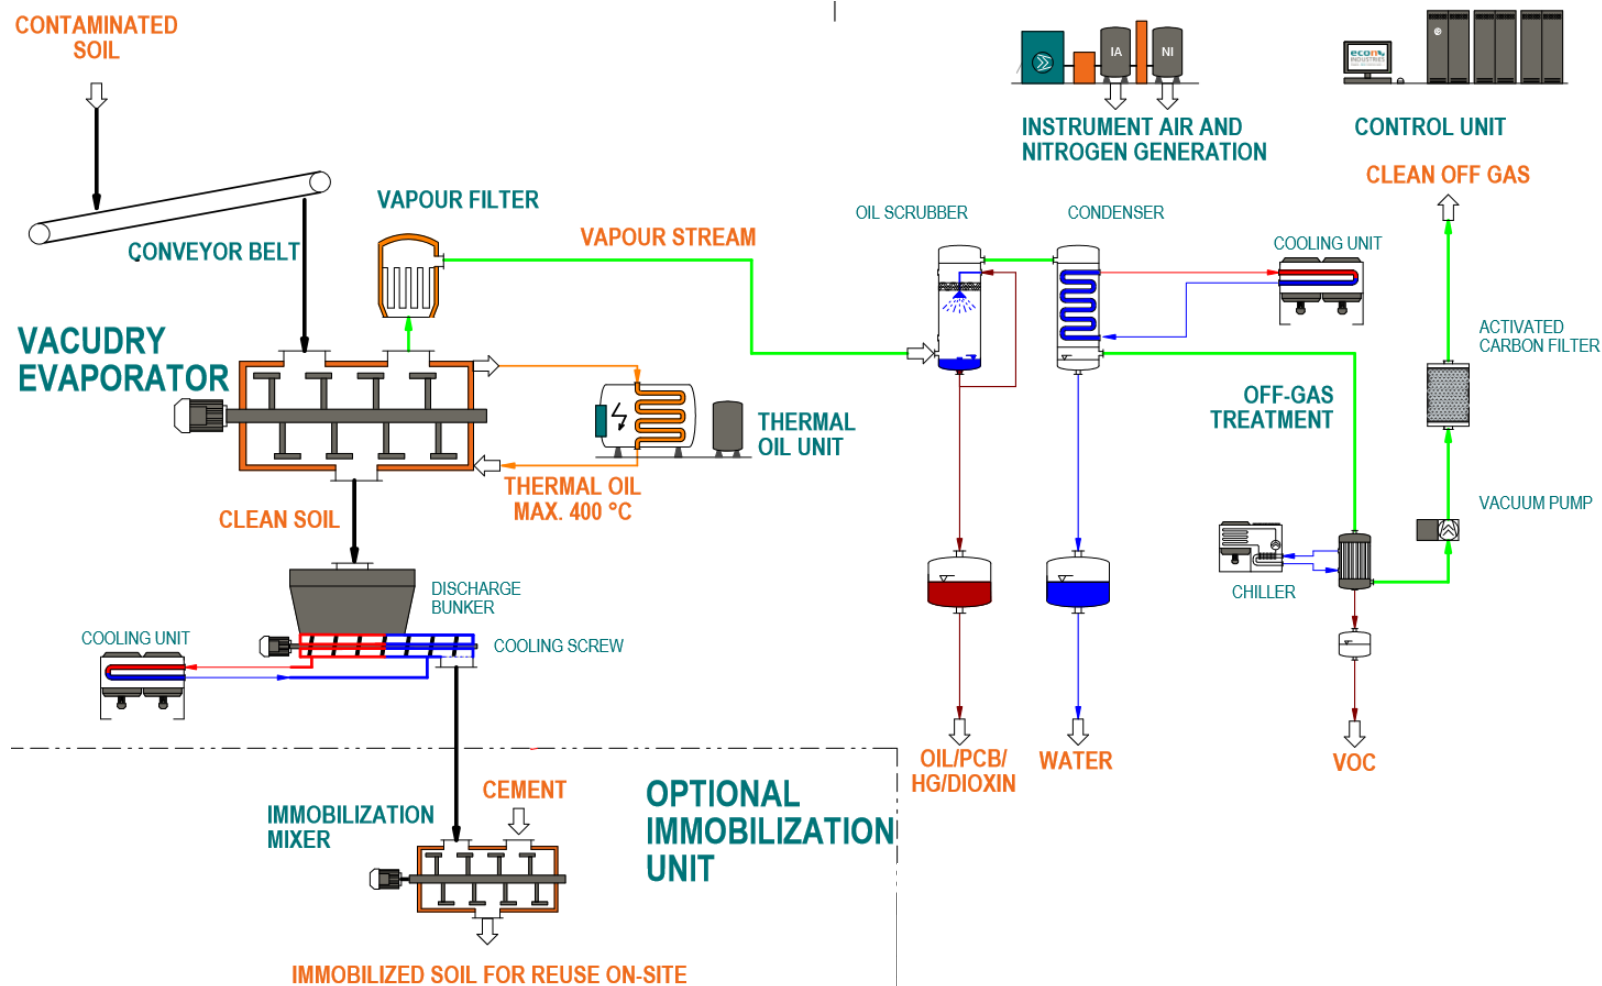 CONTAMINATED
SOIL
IA
NI
econ
INDUSTRIES
INSTRUMENT AIR AND
NITROGEN GENERATION
CONTROL UNIT
CLEAN OFF GAS
VAPOUR FILTER
OIL SCRUBBER
CONDENSER
VAPOUR STREAM
COOLING UNIT
CONVEYOR BELT
VACUDRY
EVAPORATOR
ACTIVATED
CARBON FILTER
OFF-GAS
TREATMENT
THERMAL
OIL UNIT
THERMAL OIL
MAX. 400 °C
CLEAN SOIL
VACUUM PUMP
DISCHARGE
BUNKER
CHILLER
COOLING UNIT
COOLING SCREW
OIL/PCB/
HG/DIOXIN
WATER
VOC
CEMENT
OPTIONAL
IMMOBILIZATION
UNIT
IMMOBILIZATION
MIXER
IMMOBILIZED SOIL FOR REUSE ON-SITE